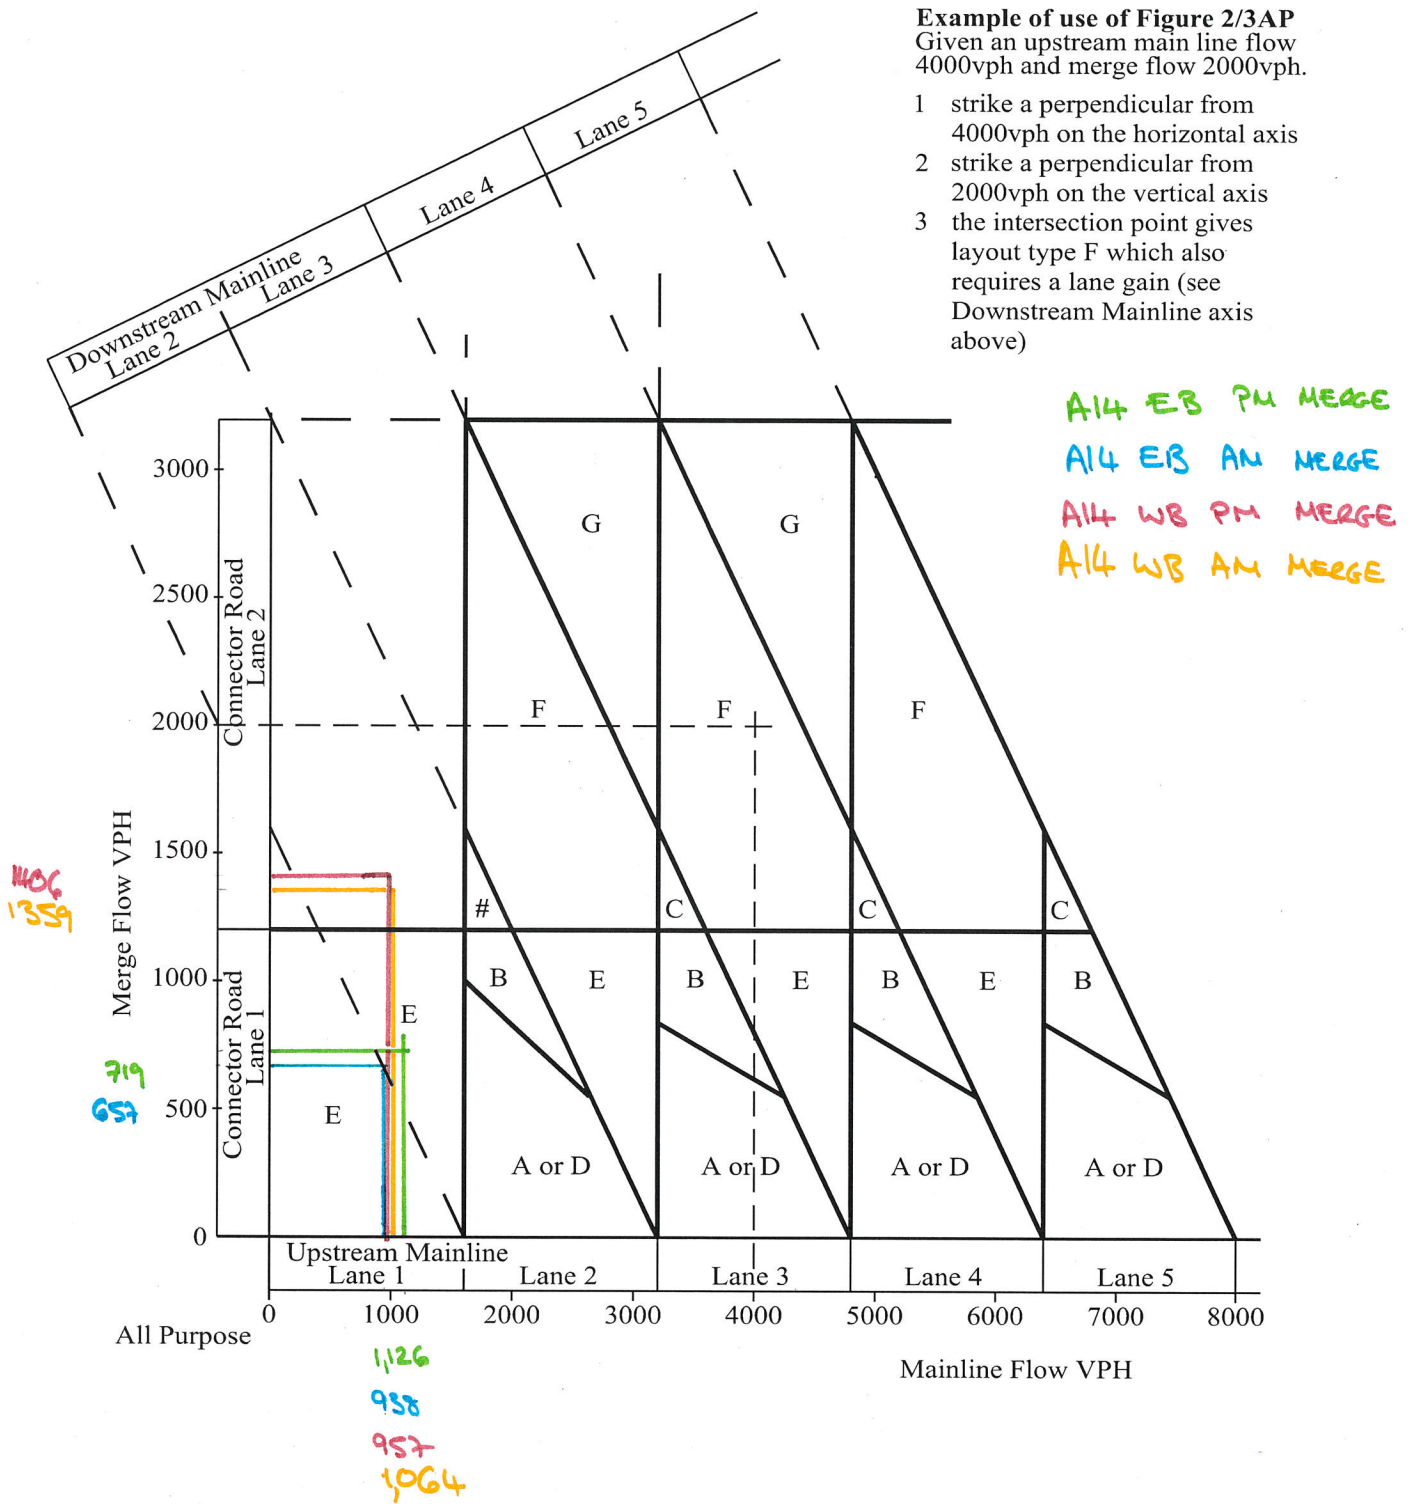 Example of use of Figure 2/3AP
Given an upstream main line flow
4000vph and merge flow 2000vph.
1 strike a perpendicular from
4000vph on the horizontal axis
2 strike a perpendicular from
2000vph on the vertical axis
3 the intersection point gives
layout type F which also
requires a lane gain (see
Downstream Mainline axis
above)
A14 EB PM MERGE
A14 EB AM MERGE
A14 WB PM MERGE
A14 WB AM MERGE
Downstream Mainline
Lane 2
Lane 3
Lane 4
Lane 5
Merge Flow VPH
3000
2500
2000
1500
1000
500
0
Connector Road
Lane 2
Connector Road
Lane 1
1406
1359
719
657
G G
F F F
# C C C
B E B E B E B
E
E
A or D A or D A or D A or D
Upstream Mainline
Lane 1 Lane 2 Lane 3 Lane 4 Lane 5
0 1000 2000 3000 4000 5000 6000 7000 8000
All Purpose
Mainline Flow VPH
1,126
938
957
1,064